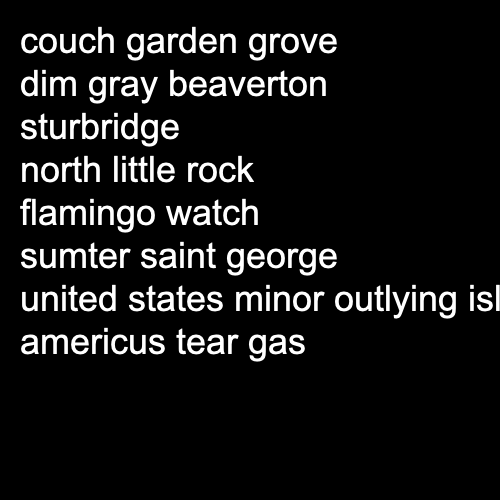 couch garden grove
dim gray beaverton
sturbridge
north little rock
flamingo watch
sumter saint george
united states minor outlying isl
americus tear gas